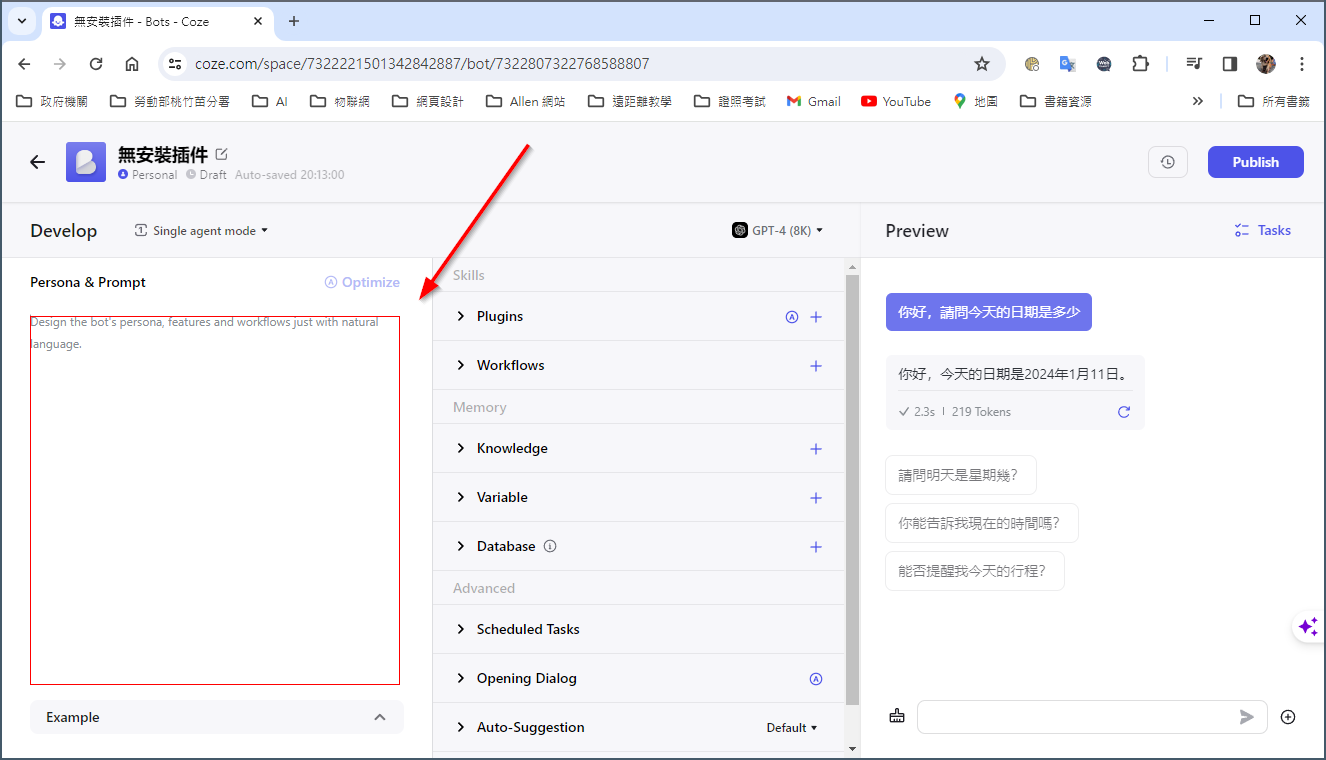 無安裝插件 - Bots - Coze
coze.com/space/7322221501342842887/bot/7322807322768588807
政府機關
勞動部桃竹苗分署
AI
物聯網
網頁設計
Allen 網站
遠距離教學
證照考試
Gmail
YouTube
地圖
書籍資源
所有書籤
無安裝插件
Personal
Draft
Auto-saved 20:13:00
Publish
Develop
Single agent mode
GPT-4 (8K)
Preview
Tasks
Persona & Prompt
Optimize
Design the bot's persona, features and workflows just with natural
language.
Example
Skills
Plugins
Workflows
Memory
Knowledge
Variable
Database
Advanced
Scheduled Tasks
Opening Dialog
Auto-Suggestion
Default
你好，請問今天的日期是多少
你好，今天的日期是2024年1月11日。
2.3s
219 Tokens
請問明天是星期幾？
你能告訴我現在的時間嗎？
能否提醒我今天的行程？